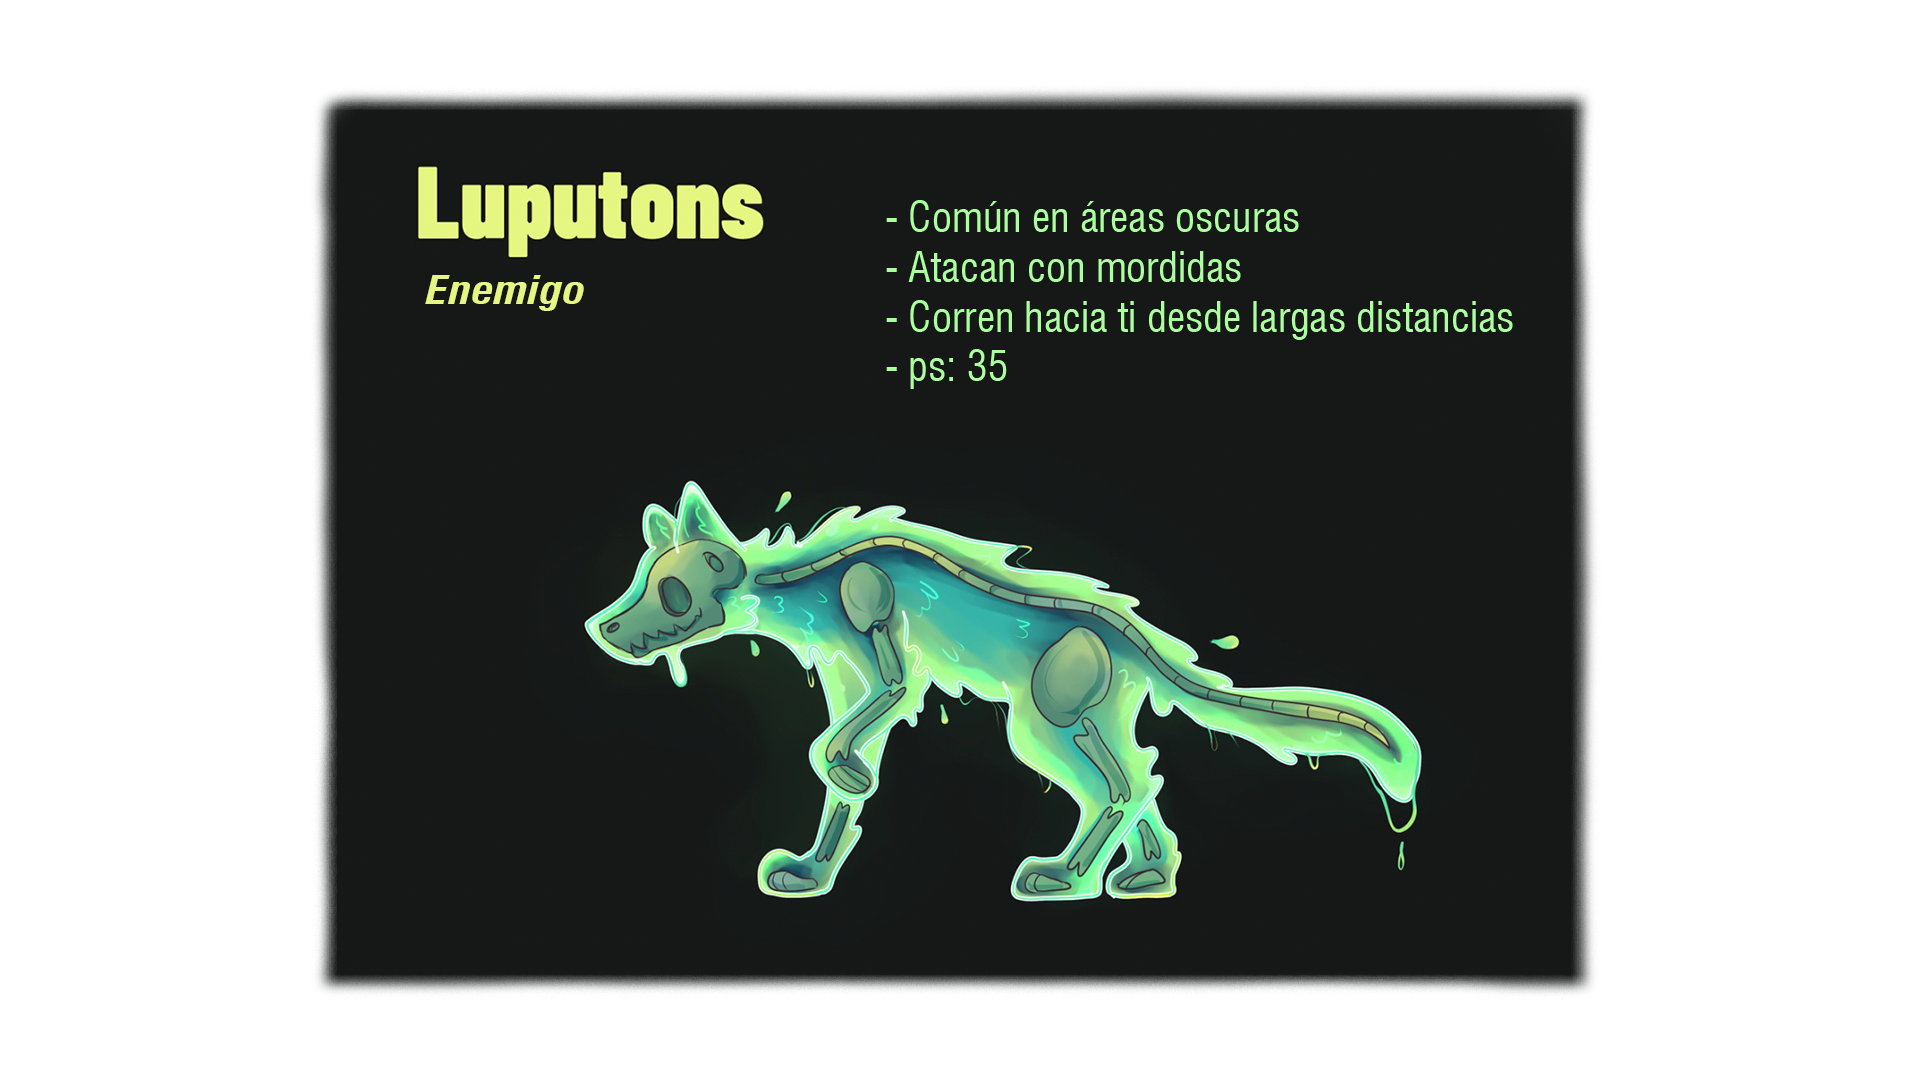 Luputons
Enemigo
- Común en áreas oscuras
- Atacan con mordidas
- Corren hacia ti desde largas distancias
- ps: 35